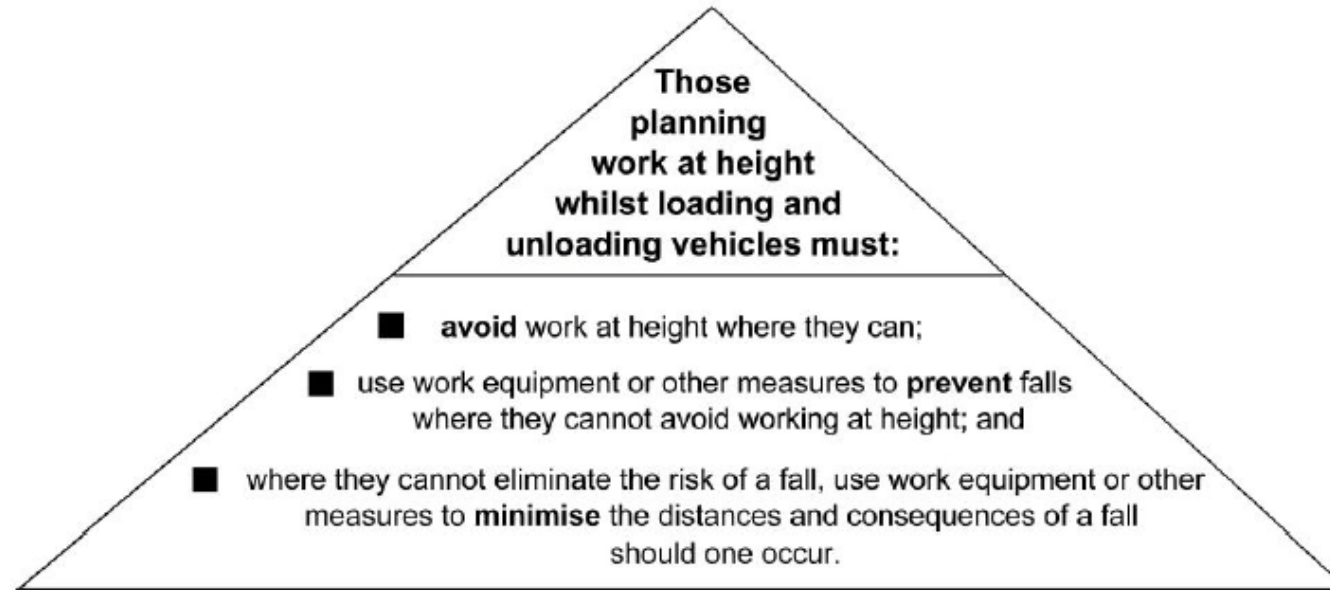 Those
planning
work at height
whilst loading and
unloading vehicles must:
■ avoid work at height where they can;
■ use work equipment or other measures to prevent falls
where they cannot avoid working at height; and
■ where they cannot eliminate the risk of a fall, use work equipment or other
measures to minimise the distances and consequences of a fall
should one occur.